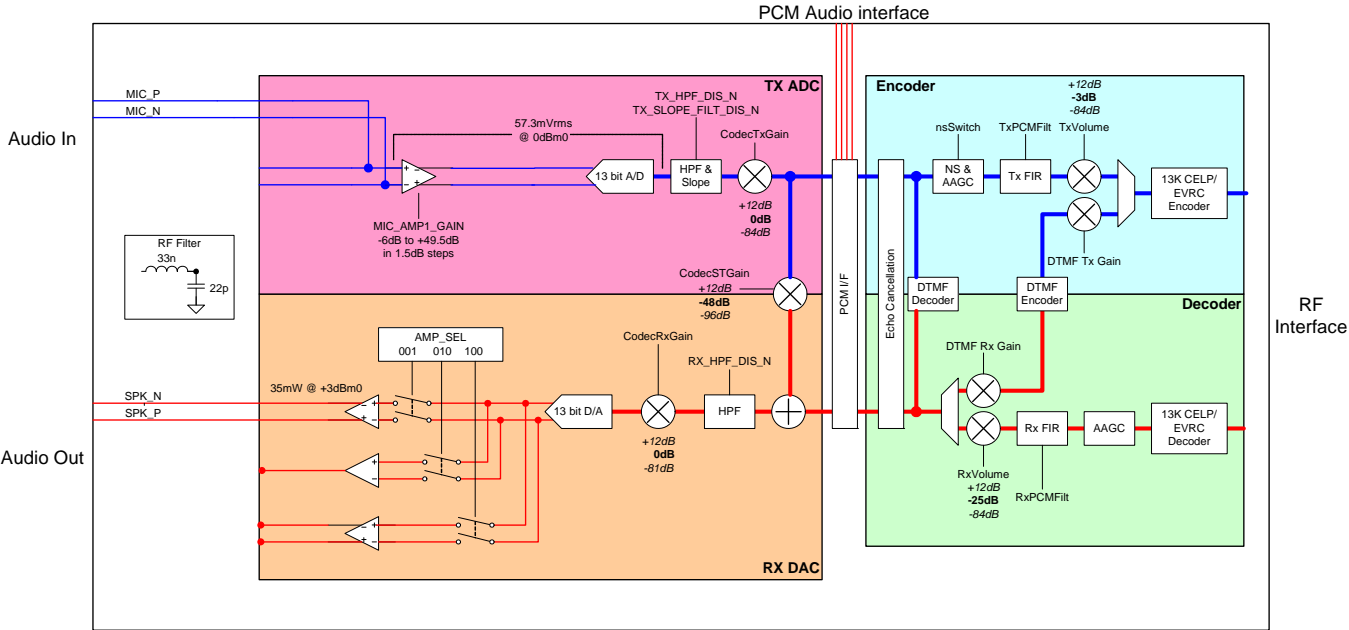 PCM Audio interface
TX ADC
Encoder
+12dB
-3dB
-84dB
MIC_P
MIC_N
TX_HPF_DIS_N
TX_SLOPE_FILT_DIS_N
nsSwitch
TxPCMFilt
TxVolume
Audio In
57.3mVrms
@ 0dBm0
CodecTxGain
13 bit A/D
HPF &
Slope
NS &
AAGC
Tx FIR
13K CELP/
EVRC
Encoder
+12dB
0dB
-84dB
MIC_AMP1_GAIN
-6dB to +49.5dB
in 1.5dB steps
RF Filter
33n
22p
DTMF Tx Gain
CodecSTGain
+12dB
-48dB
-96dB
PCM I/F
Echo Cancellation
DTMF
Decoder
DTMF
Encoder
Decoder
RF
Interface
AMP_SEL
001 010 100
CodecRxGain
RX_HPF_DIS_N
DTMF Rx Gain
35mW @ +3dBm0
SPK_N
SPK_P
13 bit D/A
HPF
Rx FIR
AAGC
13K CELP/
EVRC
Decoder
+12dB
0dB
-81dB
Audio Out
RxVolume
+12dB
-25dB
-84dB
RxPCMFilt
RX DAC